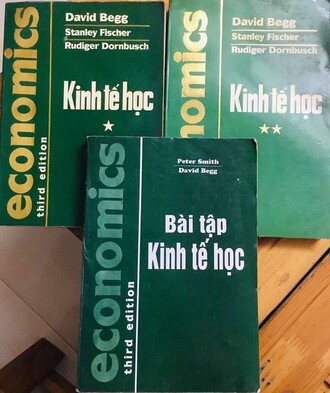 economics
third edition
David Begg
Stanley Fischer
Rudiger Dornbusch
Kinh tế học
★
economics
third edition
David Begg
Stanley Fischer
Rudiger Dornbusch
Kinh tế học
★★
economics
third edition
Peter Smith
David Begg
Bài tập
Kinh tế học